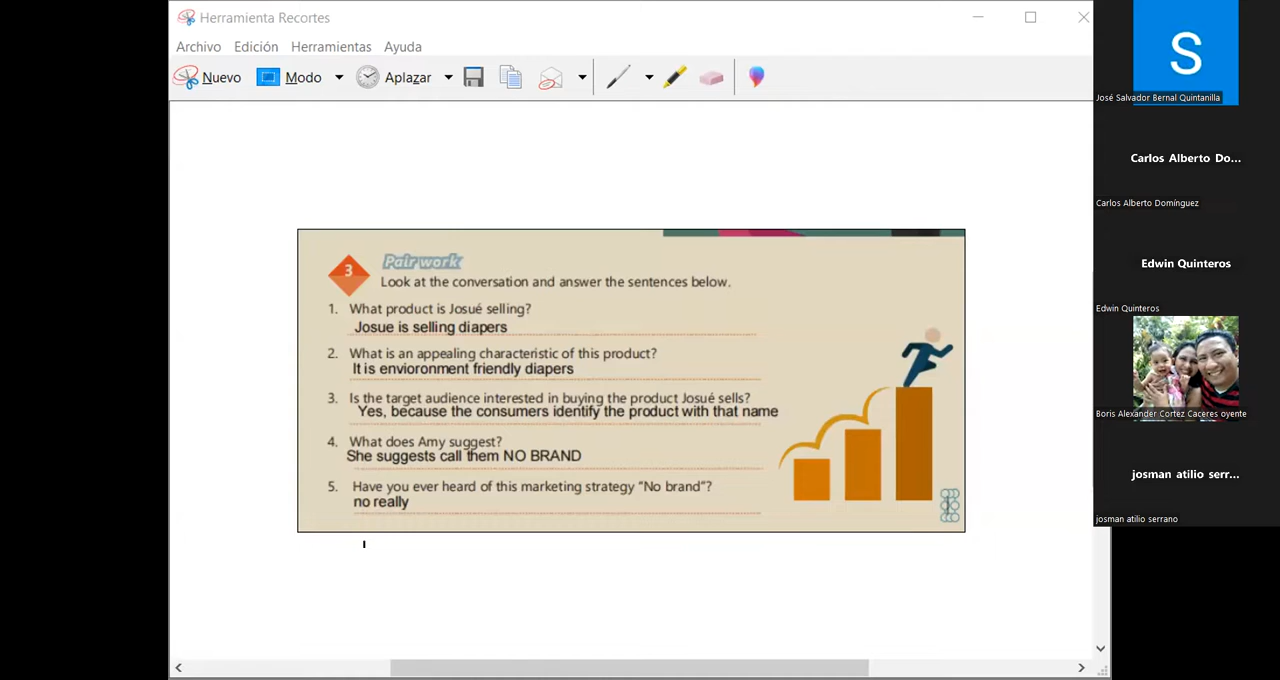 Herramienta Recortes
Archivo Edición Herramientas Ayuda
Nuevo Modo Aplazar
3 Pair work
Look at the conversation and answer the sentences below.
1. What product is Josué selling?
Josue is selling diapers
2. What is an appealing characteristic of this product?
It is envioronment friendly diapers
3. Is the target audience interested in buying the product Josué sells?
Yes, because the consumers identify the product with that name
4. What does Amy suggest?
She suggests call them NO BRAND
5. Have you ever heard of this marketing strategy “No brand”?
no really
S
José Salvador Bernal Quintanilla
Carlos Alberto Do...
Carlos Alberto Domínguez
Edwin Quinteros
Edwin Quinteros
Boris Alexander Cortez Caceres oyente
josman atilio serr...
josman atilio serrano